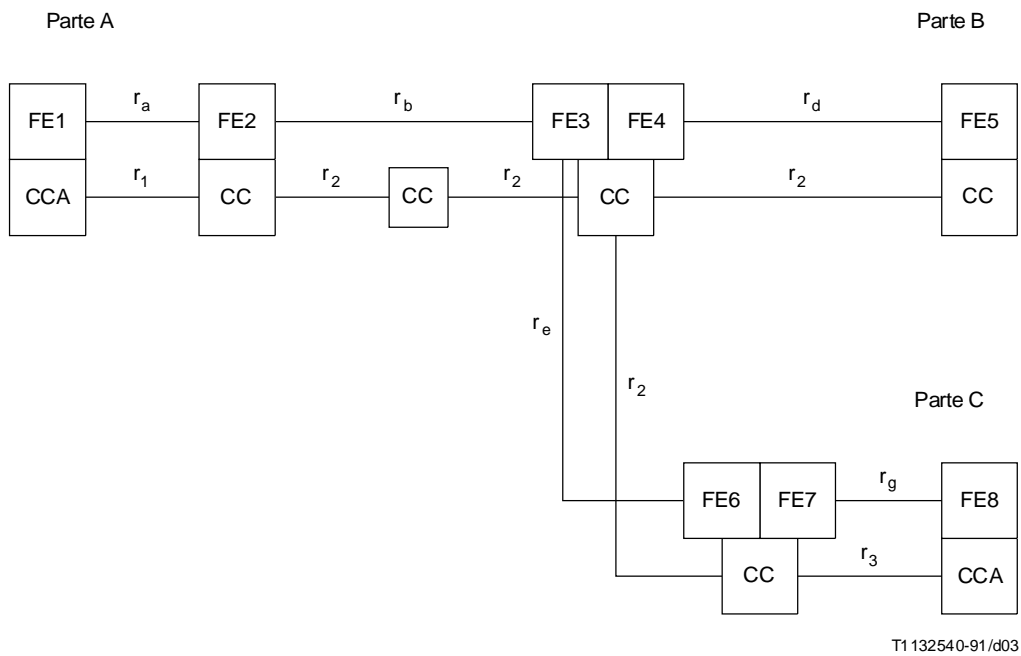 Parte A
Parte B
r a
r b
r d
FE1
FE2
FE3
FE4
FE5
r 1
r 2
r 2
r 2
CCA
CC
CC
CC
CC
r e
r 2
Parte C
r g
FE6
FE7
FE8
r 3
CC
CCA
T1132540-91/d03